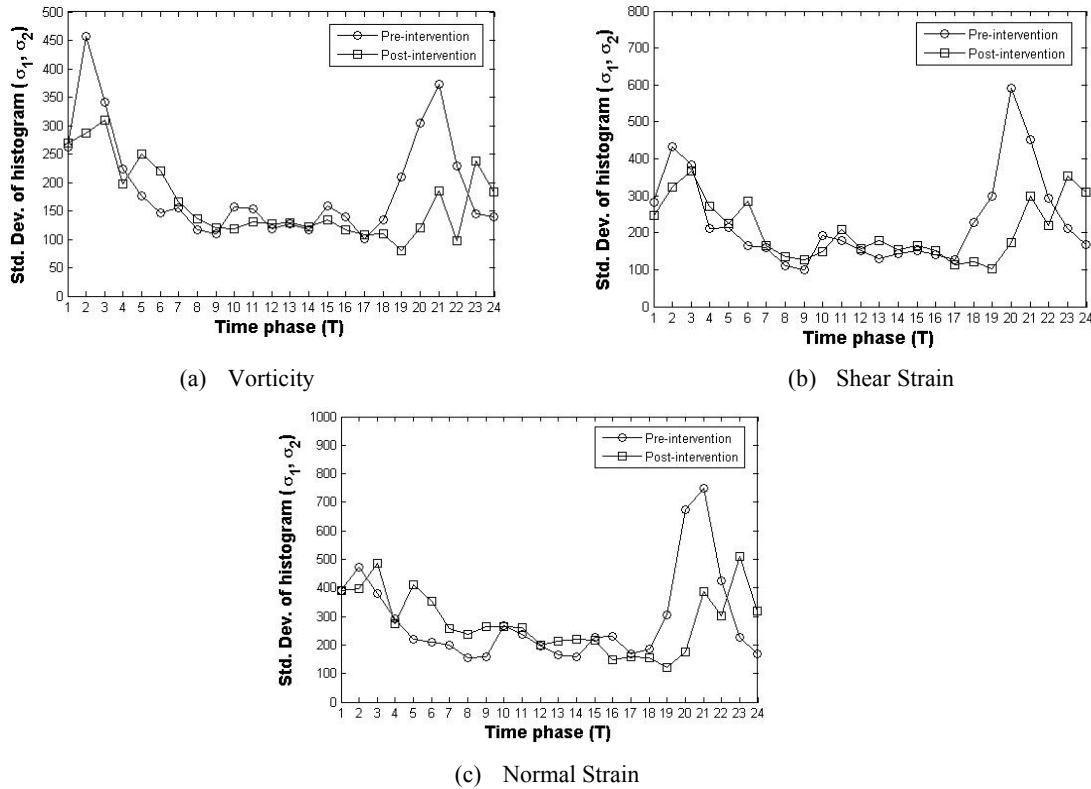 500
450
400
350
300
250
200
150
100
50
0
Std. Dev. of histogram (σ1, σ2)
Pre-intervention
Post-intervention
1 2 3 4 5 6 7 8 9 10 11 12 13 14 15 16 17 18 19 20 21 22 23 24
Time phase (T)
(a) Vorticity
800
700
600
500
400
300
200
100
0
Std. Dev. of histogram (σ1, σ2)
Pre-intervention
Post-intervention
1 2 3 4 5 6 7 8 9 10 11 12 13 14 15 16 17 18 19 20 21 22 23 24
Time phase (T)
(b) Shear Strain
1000
900
800
700
600
500
400
300
200
100
0
Std. Dev. of histogram (σ1, σ2)
Pre-intervention
Post-intervention
1 2 3 4 5 6 7 8 9 10 11 12 13 14 15 16 17 18 19 20 21 22 23 24
Time phase (T)
(c) Normal Strain